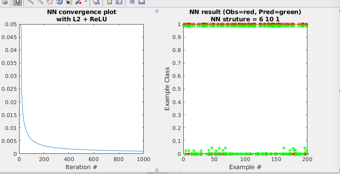 NN convergence plot
with L2 + ReLU
0.05
0.045
0.04
0.035
0.03
0.025
0.02
0.015
0.01
0.005
0
0 200 400 600 800 1000
Iteration #
NN result (Obs=red, Pred=green)
NN struture = 6 10 1
Example Class
1
0.9
0.8
0.7
0.6
0.5
0.4
0.3
0.2
0.1
0
0 50 100 150 200
Example #